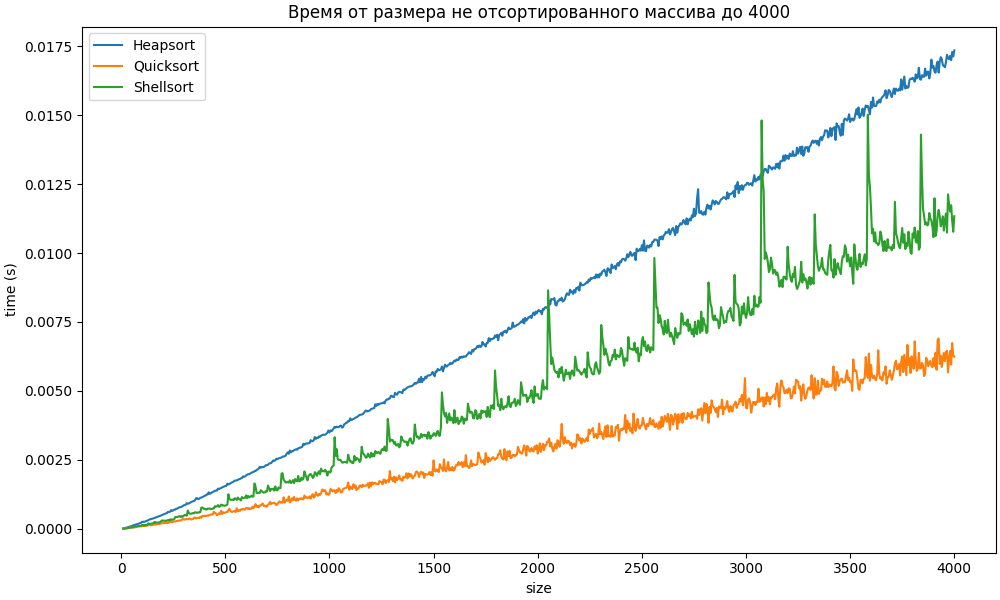 Время от размера не отсортированного массива до 4000
Heapsort
Quicksort
Shellsort
0.0175
0.0150
0.0125
0.0100
0.0075
0.0050
0.0025
0.0000
time (s)
0 500 1000 1500 2000 2500 3000 3500 4000
size